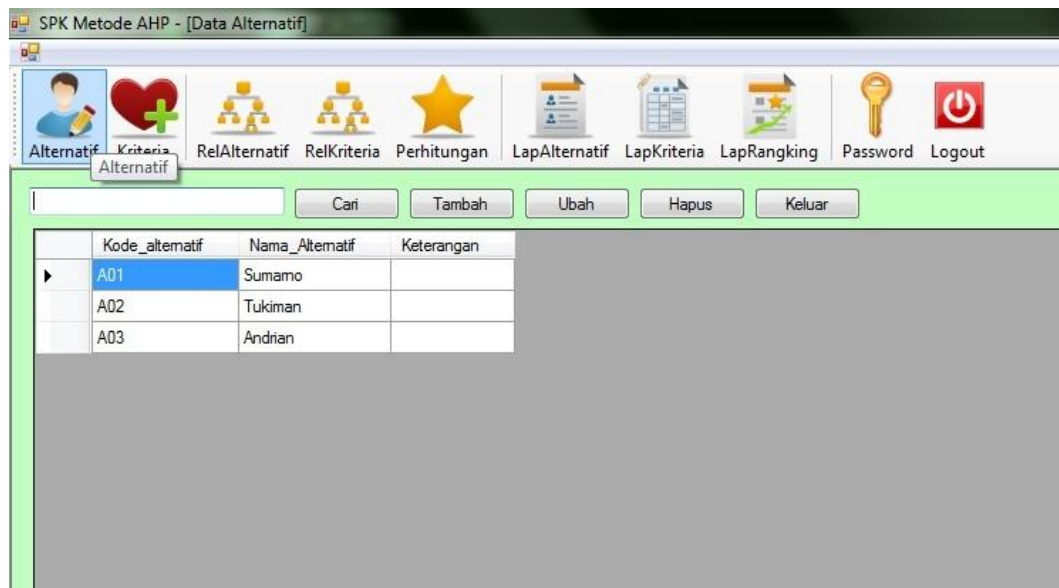 SPK Metode AHP - [Data Alternatif]
Alternatif Kriteria RelAlternatif RelKriteria Perhitungan LapAlternatif LapKriteria LapRangking Password Logout
Alternatif
Cari Tambah Ubah Hapus Keluar
Kode_alternatif Nama_Alternatif Keterangan
A01 Sumarno
A02 Tukiman
A03 Andrian